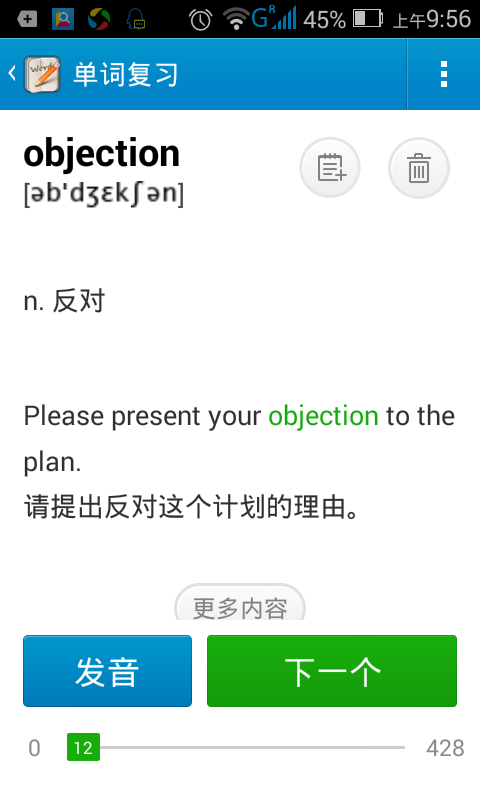 G R 45% 上午9:56
Words 单词复习
objection
[əb'dʒɛkʃən]
n. 反对
Please present your objection to the
plan.
请提出反对这个计划的理由。
更多内容
发音 下一个
0 12 428